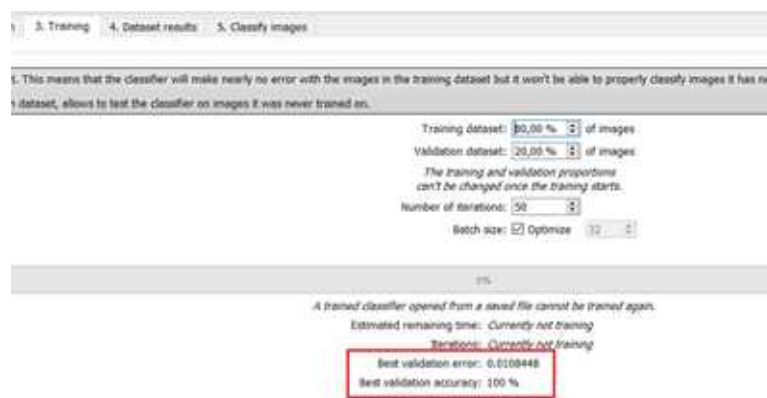 3. Training 4. Dataset results 5. Classify images
. This means that the classifier will make nearly no error with the images in the training dataset but it won't be able to properly classify images it has
dataset, allows to test the classifier on images it was never trained on.
Training dataset: 80,00 % of images
Validation dataset: 20,00 % of images
The training and validation proportions
can't be changed once the training starts.
Number of iterations: 50
Batch size: Optimize 32
0%
A trained classifier opened from a saved file cannot be trained again.
Estimated remaining time: Currently not training
Iterations: Currently not training
Best validation error: 0.0108448
Best validation accuracy: 100 %